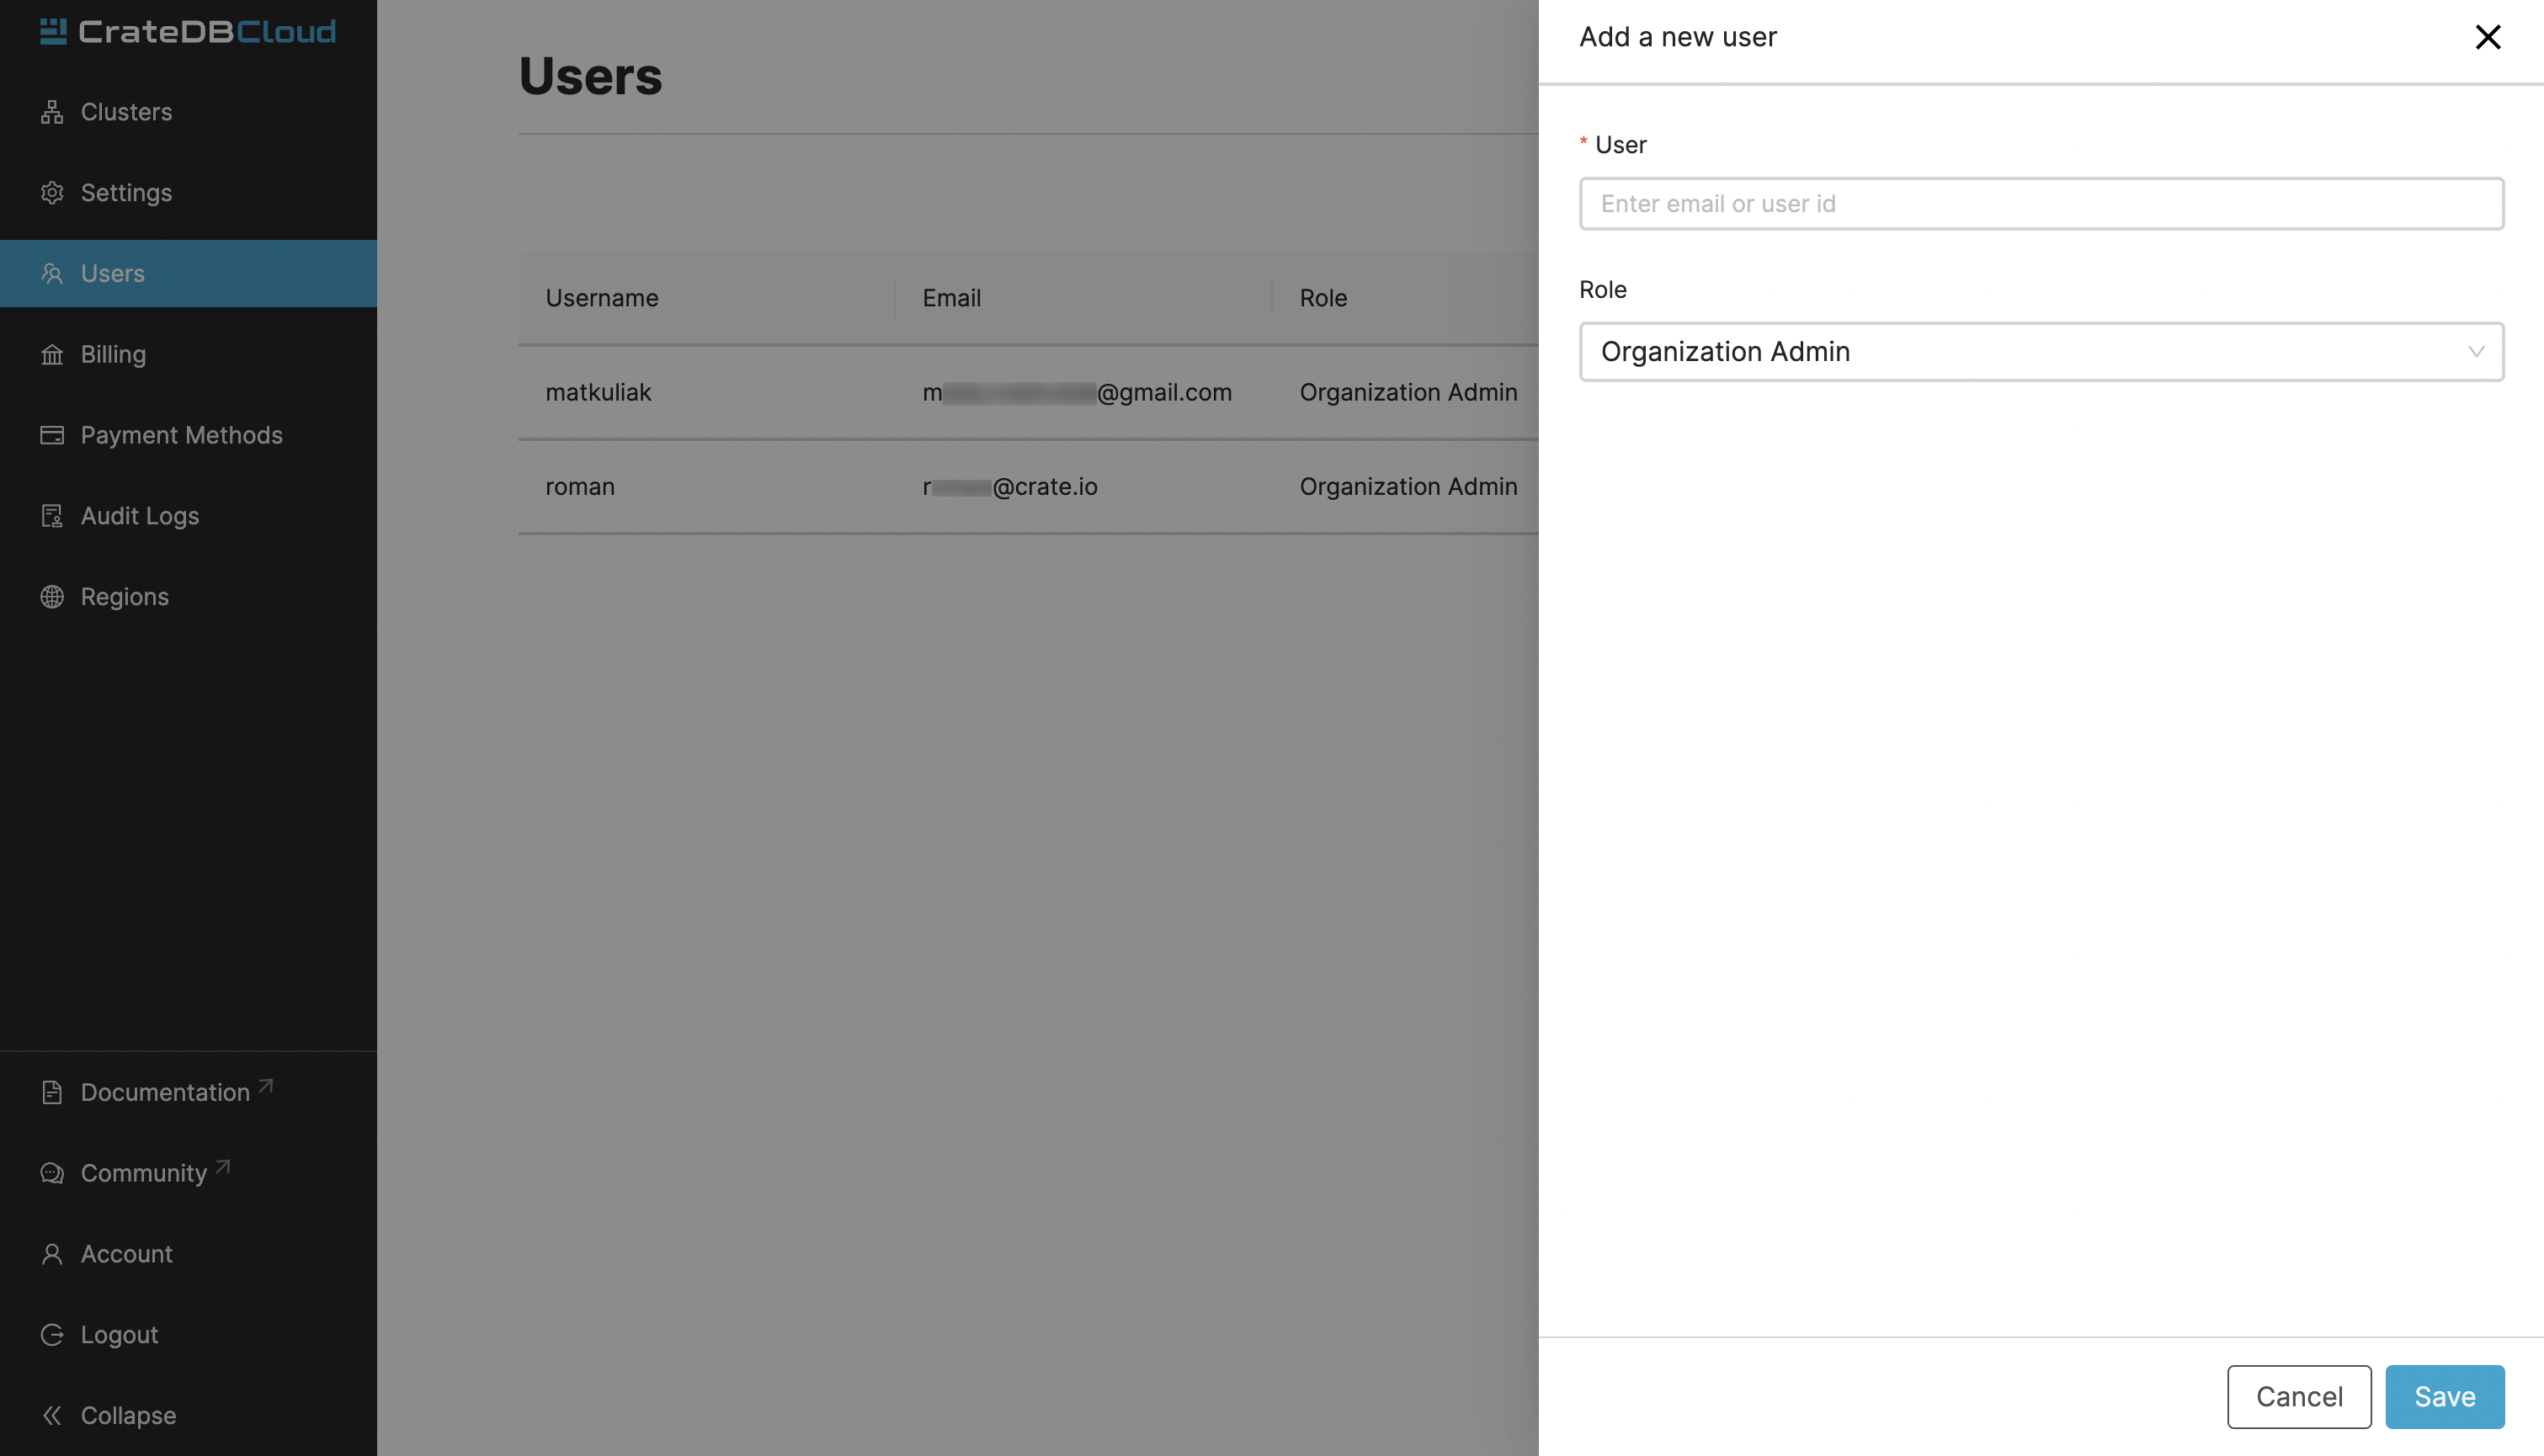 CrateDBCloud
Clusters
Settings
Users
Billing
Payment Methods
Audit Logs
Regions
Documentation
Community
Account
Logout
Collapse
Users
Username Email Role
matkuliak m @gmail.com Organization Admin
roman r @crate.io Organization Admin
Add a new user
* User
Enter email or user id
Role
Organization Admin
Cancel Save